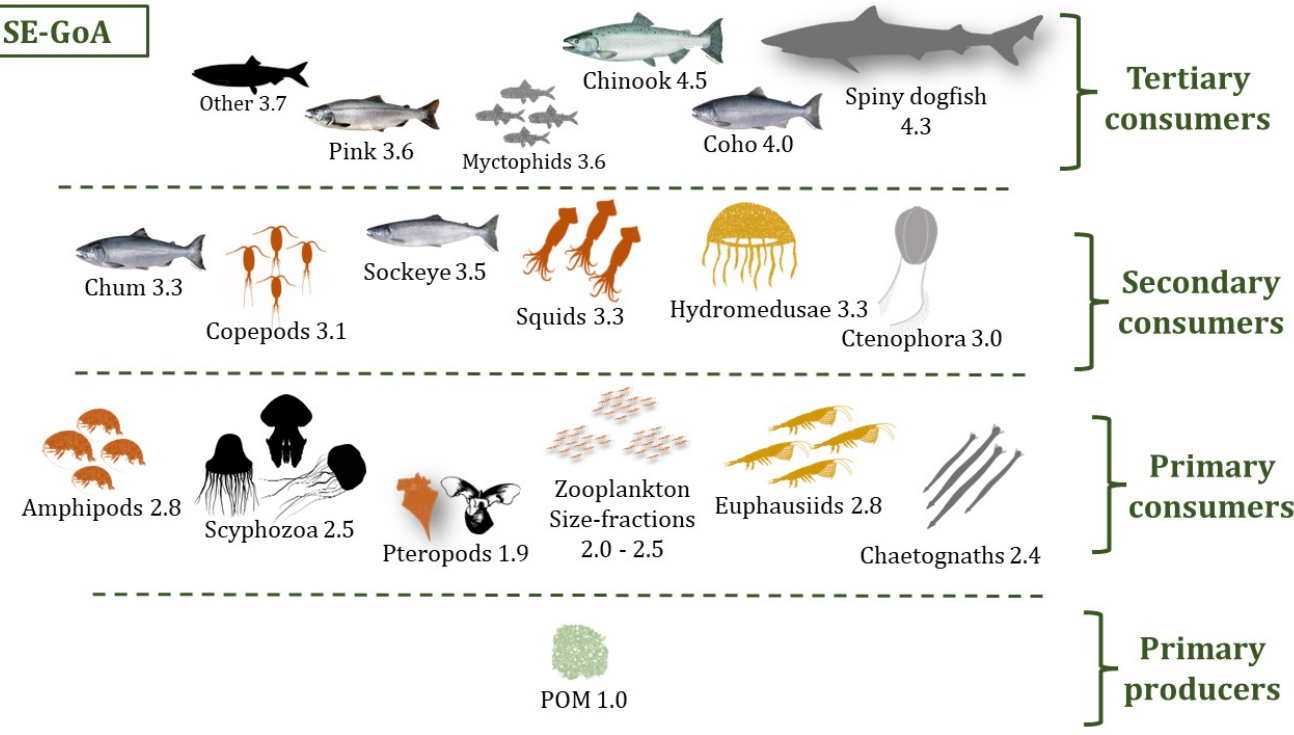 SE-GoA
Other 3.7
Pink 3.6
Myctophids 3.6
Chinook 4.5
Coho 4.0
Spiny dogfish
4.3
Tertiary
consumers
Chum 3.3
Copepods 3.1
Sockeye 3.5
Squids 3.3
Hydromedusae 3.3
Ctenophora 3.0
Secondary
consumers
Amphipods 2.8
Scyphozoa 2.5
Pteropods 1.9
Zooplankton
Size-fractions
2.0 - 2.5
Euphausiids 2.8
Chaetognaths 2.4
Primary
consumers
POM 1.0
Primary
producers